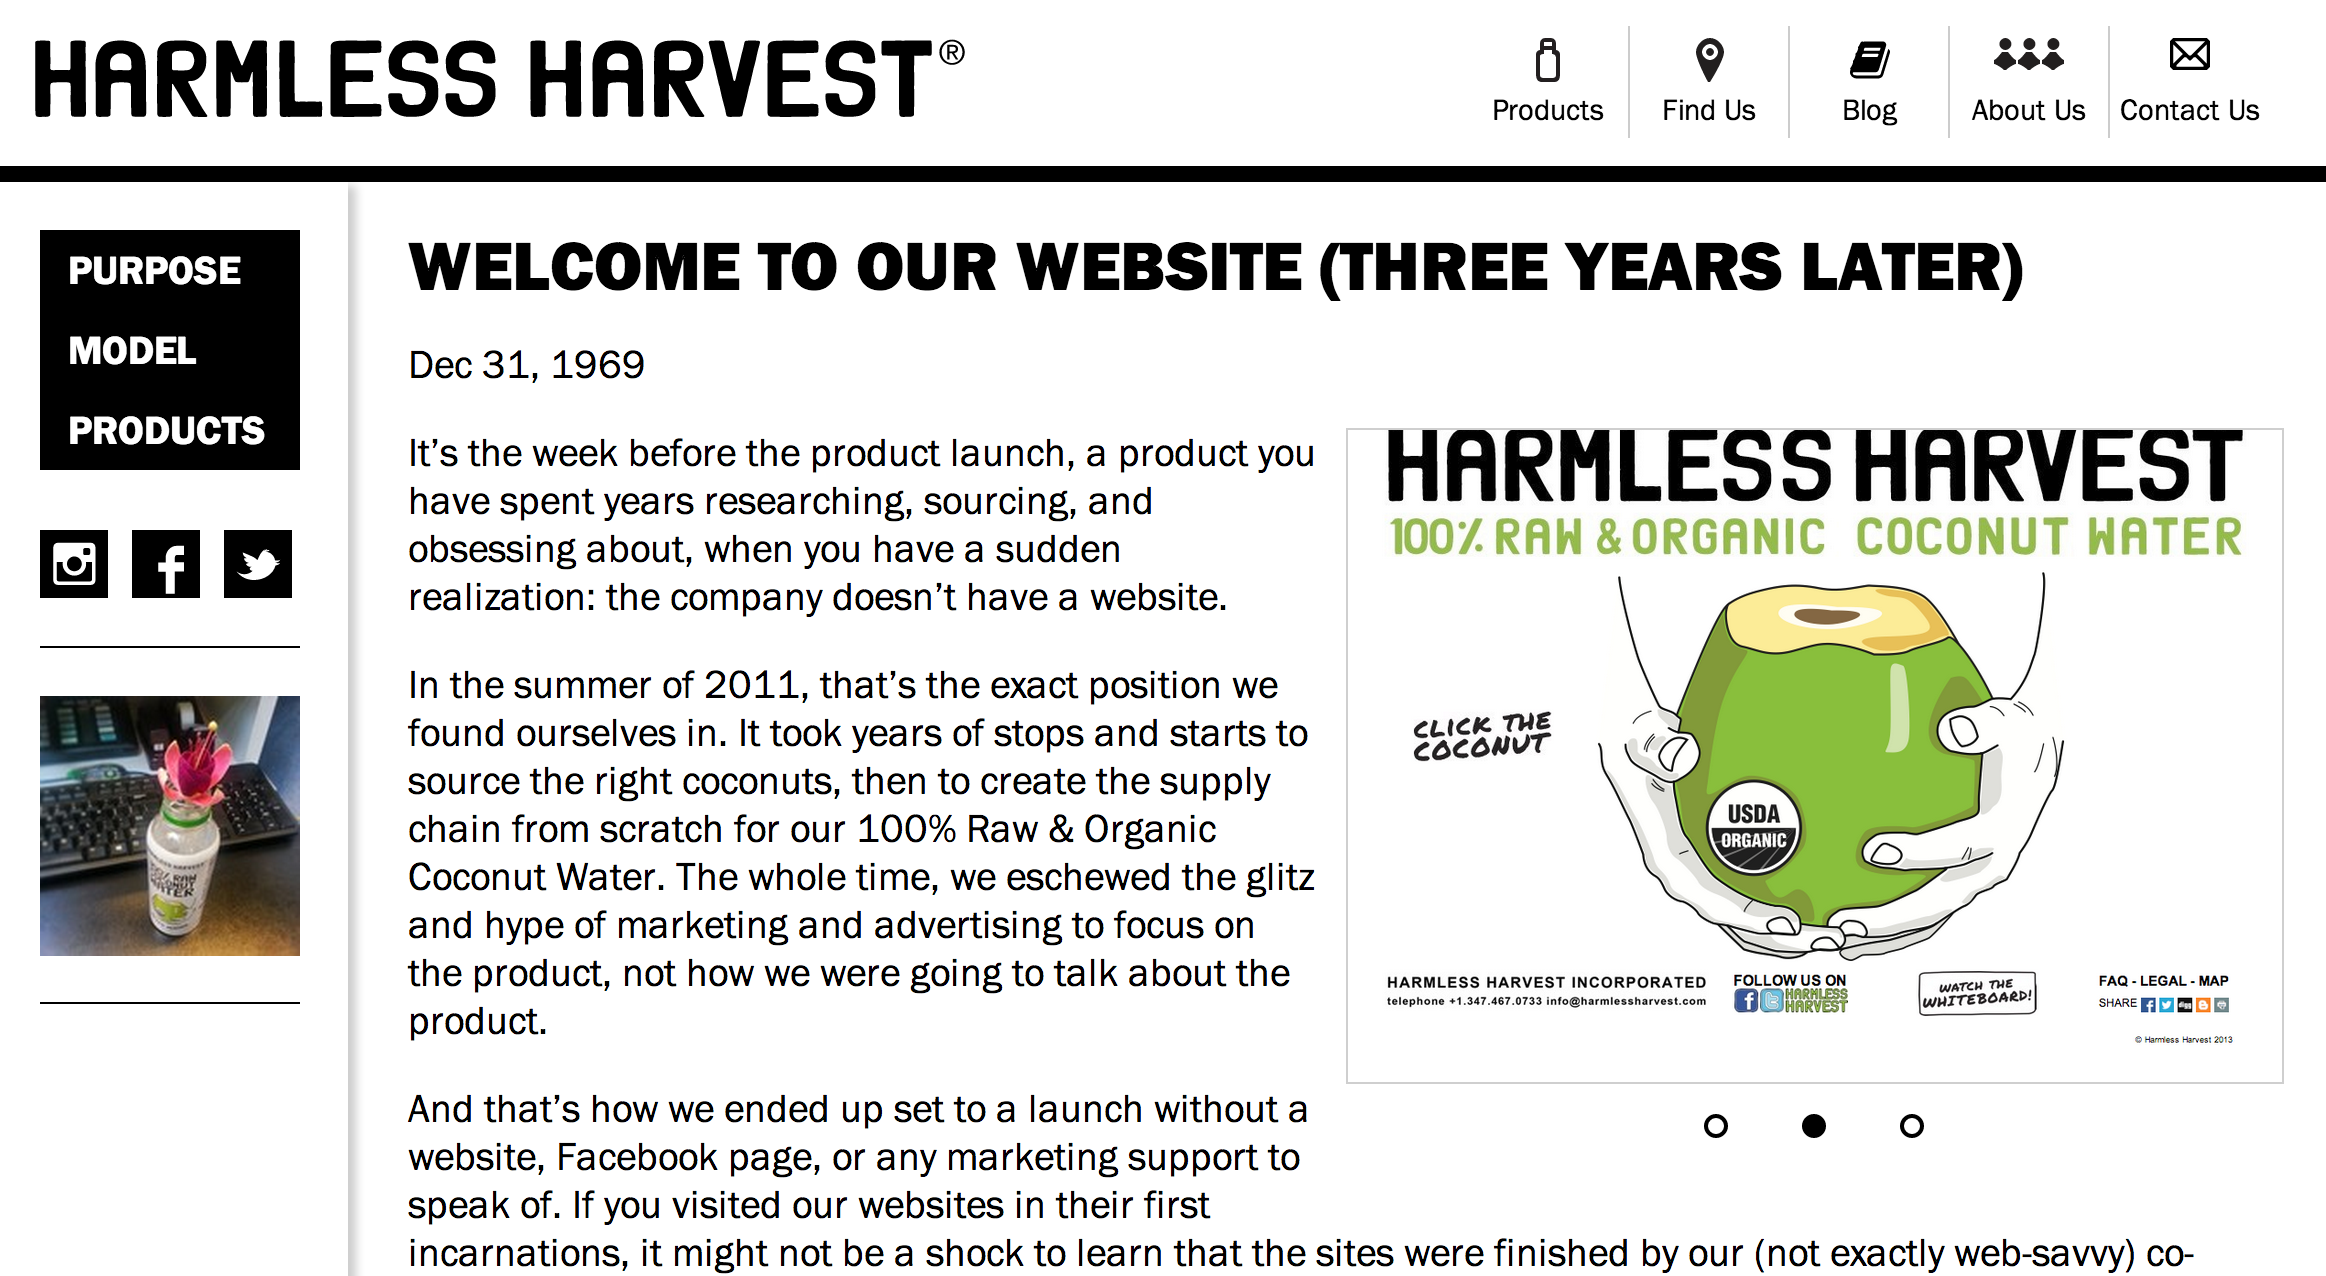 HARMLESS HARVEST®
Products
Find Us
Blog
About Us
Contact Us
PURPOSE
MODEL
PRODUCTS
WELCOME TO OUR WEBSITE (THREE YEARS LATER)
Dec 31, 1969
It’s the week before the product launch, a product you
have spent years researching, sourcing, and
obsessing about, when you have a sudden
realization: the company doesn’t have a website.
In the summer of 2011, that’s the exact position we
found ourselves in. It took years of stops and starts to
source the right coconuts, then to create the supply
chain from scratch for our 100% Raw & Organic
Coconut Water. The whole time, we eschewed the glitz
and hype of marketing and advertising to focus on
the product, not how we were going to talk about the
product.
And that’s how we ended up set to a launch without a
website, Facebook page, or any marketing support to
speak of. If you visited our websites in their first
incarnations, it might not be a shock to learn that the sites were finished by our (not exactly web-savvy) co-
HARMLESS HARVEST
100% RAW & ORGANIC COCONUT WATER
CLICK THE
COCONUT
USDA
ORGANIC
HARMLESS HARVEST INCORPORATED
telephone +1.347.467.0733 info@harmlessharvest.com
FOLLOW US ON
HARMLESS
HARVEST
WATCH THE
WHITEBOARD!
FAQ - LEGAL - MAP
SHARE
© Harmless Harvest 2013